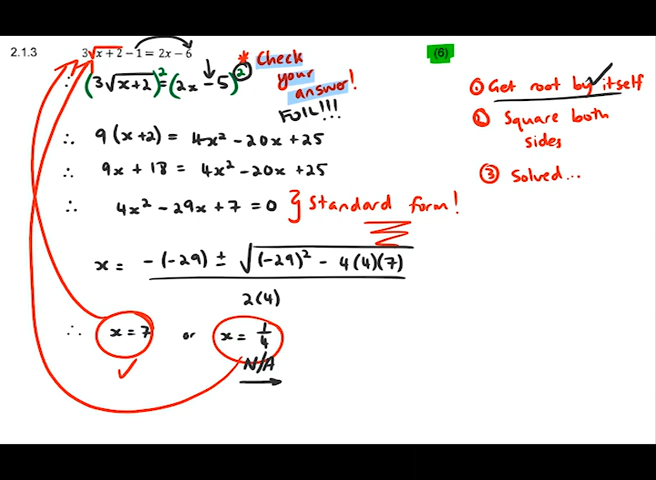 2.1.3 3√x + 2 − 1 = 2x − 6 (6)
∴ (3√x+2)² = (2x − 5)²
* Check your answer!
FOIL!!!
∴ 9(x+2) = 4x² − 20x + 25
∴ 9x + 18 = 4x² − 20x + 25
∴ 4x² − 29x + 7 = 0 } Standard form!
x = −(−29) ± √(−29)² − 4(4)(7)
2(4)
∴ x = 7 or x = 1/4
✓ N/A
① Get root by itself ✓
② Square both
sides
③ Solved...